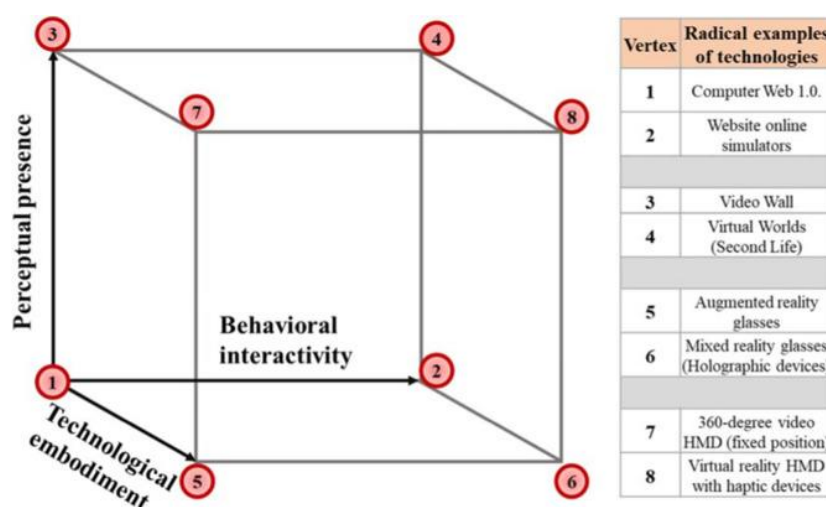 3
4
7
8
Perceptual presence
Behavioral
interactivity
1
2
Technological
embodiment
5
6
Vertex Radical examples
of technologies
1 Computer Web 1.0.
2 Website online
simulators
3 Video Wall
4 Virtual Worlds
(Second Life)
5 Augmented reality
glasses
6 Mixed reality glasses
(Holographic devices)
7 360-degree video
HMD (fixed position)
8 Virtual reality HMD
with haptic devices